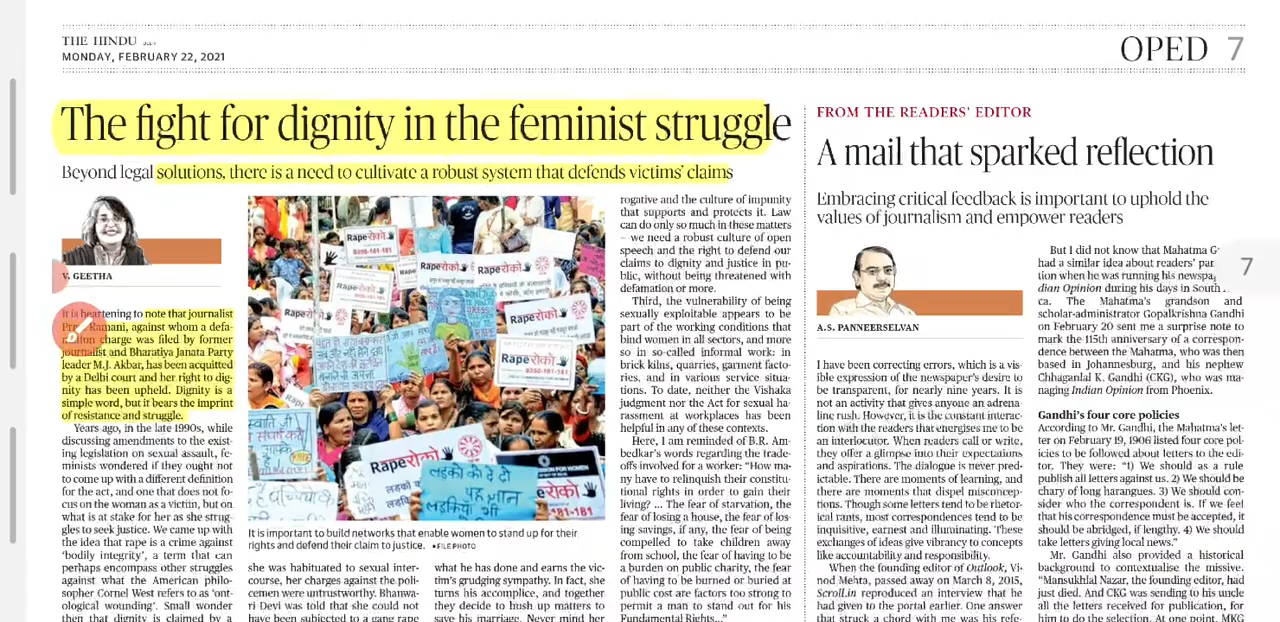 THE HINDU
MONDAY, FEBRUARY 22, 2021
OPED 7
The fight for dignity in the feminist struggle
Beyond legal solutions, there is a need to cultivate a robust system that defends victims' claims
V. GEETHA
It is heartening to note that journalist
Ramani, against whom a defa-
charge was filed by former
journalist and Bharatiya Janata Party
leader M.J. Akbar, has been acquitted
by a Delhi court and her right to dig-
nity has been upheld. Dignity is a
simple word, but it bears the imprint
of resistance and struggle.
Years ago, in the late 1990s, while
discussing amendments to the exist-
ing legislation on sexual assault, fe-
minists wondered if they ought not
to come up with a different definition
for the act, and one that does not fo-
cus on the woman as a victim, but on
what is at stake for her as she strug-
gles to seek justice. We came up with
the idea that rape is a crime against
'bodily integrity', a term that can
perhaps encompass other struggles
against what the American philo-
sopher Cornel West refers to as 'ont-
ological wounding'. Small wonder
then that dignity is claimed by a
Rapeरोको
Rapeरोको
Rapeरोको
Rapeरोको
Rapeरोको
Rapeरोको
Rapeरोको
Rapeरोको
लड़की को दो
It is important to build networks that enable women to stand up for their
rights and defend their claim to justice. • FILE PHOTO
she was habituated to sexual inter-
course, her charges against the poli-
cemen were untrustworthy. Bhanwa-
ri Devi was told that she could not
have been subjected to a gang rape
what he has done and earns the vic-
tim's grudging sympathy. In fact, she
turns his accomplice, and together
they decide to hush up matters to
save his marriage. Never mind her
rogative and the culture of impunity
that supports and protects it. Law
can do only so much in these matters
– we need a robust culture of open
speech and the right to defend our
claims to dignity and justice in pu-
blic, without being threatened with
defamation or more.
Third, the vulnerability of being
sexually exploitable appears to be
part of the working conditions that
bind women in all sectors, and more
so in so-called informal work: in
brick kilns, quarries, garment facto-
ries, and in various service situa-
tions. To date, neither the Vishaka
judgment nor the Act for sexual ha-
rassment at workplaces has been
helpful in any of these contexts.
Here, I am reminded of B.R. Am-
bedkar's words regarding the trade-
offs involved for a worker: "How ma-
ny have to relinquish their constitu-
tional rights in order to gain their
living? ... The fear of starvation, the
fear of losing a house, the fear of los-
ing savings, if any, the fear of being
compelled to take children away
from school, the fear of having to be
a burden on public charity, the fear
of having to be burned or buried at
public cost are factors too strong to
permit a man to stand out for his
Fundamental Rights..."
FROM THE READERS' EDITOR
A mail that sparked reflection
Embracing critical feedback is important to uphold the
values of journalism and empower readers
A.S. PANNEERSELVAN
I have been correcting errors, which is a vis-
ible expression of the newspaper's desire to
be transparent, for nearly nine years. It is
not an activity that gives anyone an adrena-
line rush. However, it is the constant interac-
tion with the readers that energises me to be
an interlocutor. When readers call or write,
they offer a glimpse into their expectations
and aspirations. The dialogue is never pred-
ictable. There are moments of learning, and
there are moments that dispel misconcep-
tions. Though some letters tend to be rheto-
rical rants, most correspondences tend to be
inquisitive, earnest and illuminating. These
exchanges of ideas give vibrancy to concepts
like accountability and responsibility.
When the founding editor of Outlook, Vi-
nod Mehta, passed away on March 8, 2015,
Scroll.in reproduced an interview that he
had given to the portal earlier. One answer
that struck a chord with me was his refe-
But I did not know that Mahatma
had a similar idea about readers'
tion when he was running his
dian Opinion during his days in South
ca. The Mahatma's grandson and
scholar-administrator Gopalkrishna Gandhi
on February 20 sent me a surprise note to
mark the 115th anniversary of a correspon-
dence between the Mahatma, who was then
based in Johannesburg, and his nephew
Chhaganlal K. Gandhi (CKG), who was ma-
naging Indian Opinion from Phoenix.
Gandhi's four core policies
According to Mr. Gandhi, the Mahatma's let-
ter on February 19, 1906 listed four core pol-
icies to be followed about letters to the edi-
tor. They were: "1) We should as a rule
publish all letters against us. 2) We should be
chary of long harangues. 3) We should con-
sider who the correspondent is. If we feel
that his correspondence must be accepted, it
should be abridged, if lengthy. 4) We should
take letters giving local news."
Mr. Gandhi also provided a historical
background to contextualise the missive.
"Mansukhlal Nazar, the founding editor, had
just died. And CKG was sending to his uncle
all the letters received for publication, for
him to do the selection. At one point, MKG
7